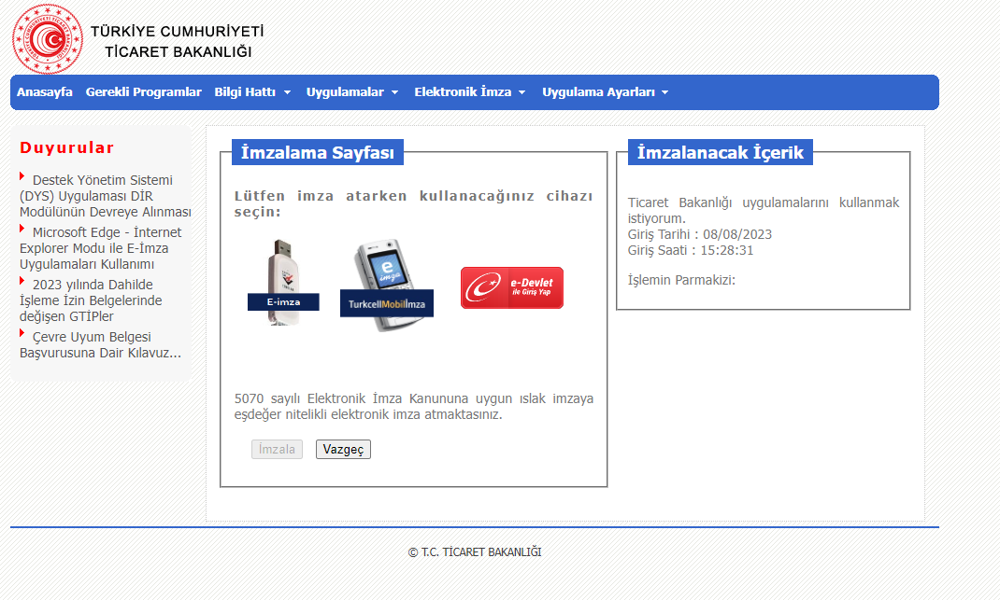 TÜRKİYE CUMHURİYETİ
TİCARET BAKANLIĞI
Anasayfa Gerekli Programlar Bilgi Hattı Uygulamalar Elektronik İmza Uygulama Ayarları
Duyurular
Destek Yönetim Sistemi
(DYS) Uygulaması DİR
Modülünün Devreye Alınması
Microsoft Edge - İnternet
Explorer Modu ile E-İmza
Uygulamaları Kullanımı
2023 yılında Dahilde
İşleme İzin Belgelerinde
değişen GTİPler
Çevre Uyum Belgesi
Başvurusuna Dair Kılavuz...
İmzalama Sayfası
Lütfen imza atarken kullanacağınız cihazı
seçin:
E-imza
e
imza
TurkcellMobilİmza
e-Devlet
ile Giriş Yap
5070 sayılı Elektronik İmza Kanununa uygun ıslak imzaya
eşdeğer nitelikli elektronik imza atmaktasınız.
İmzala Vazgeç
İmzalanacak İçerik
Ticaret Bakanlığı uygulamalarını kullanmak
istiyorum.
Giriş Tarihi : 08/08/2023
Giriş Saati : 15:28:31
İşlemin Parmakizi:
© T.C. TİCARET BAKANLIĞI